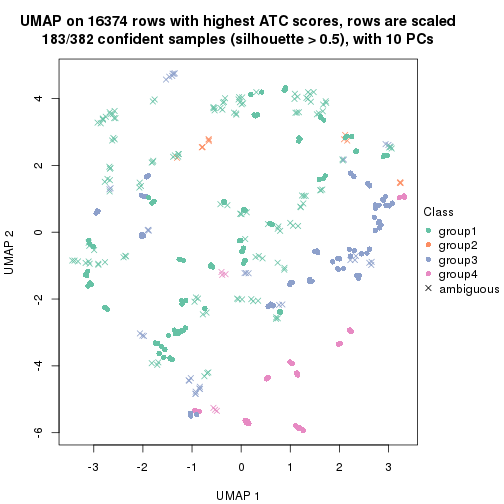 UMAP on 16374 rows with highest ATC scores, rows are scaled
183/382 confident samples (silhouette > 0.5), with 10 PCs
4
2
0
-2
-4
-6
UMAP 2
-3
-2
-1
0
1
2
3
UMAP 1
Class
group1
group2
group3
group4
ambiguous